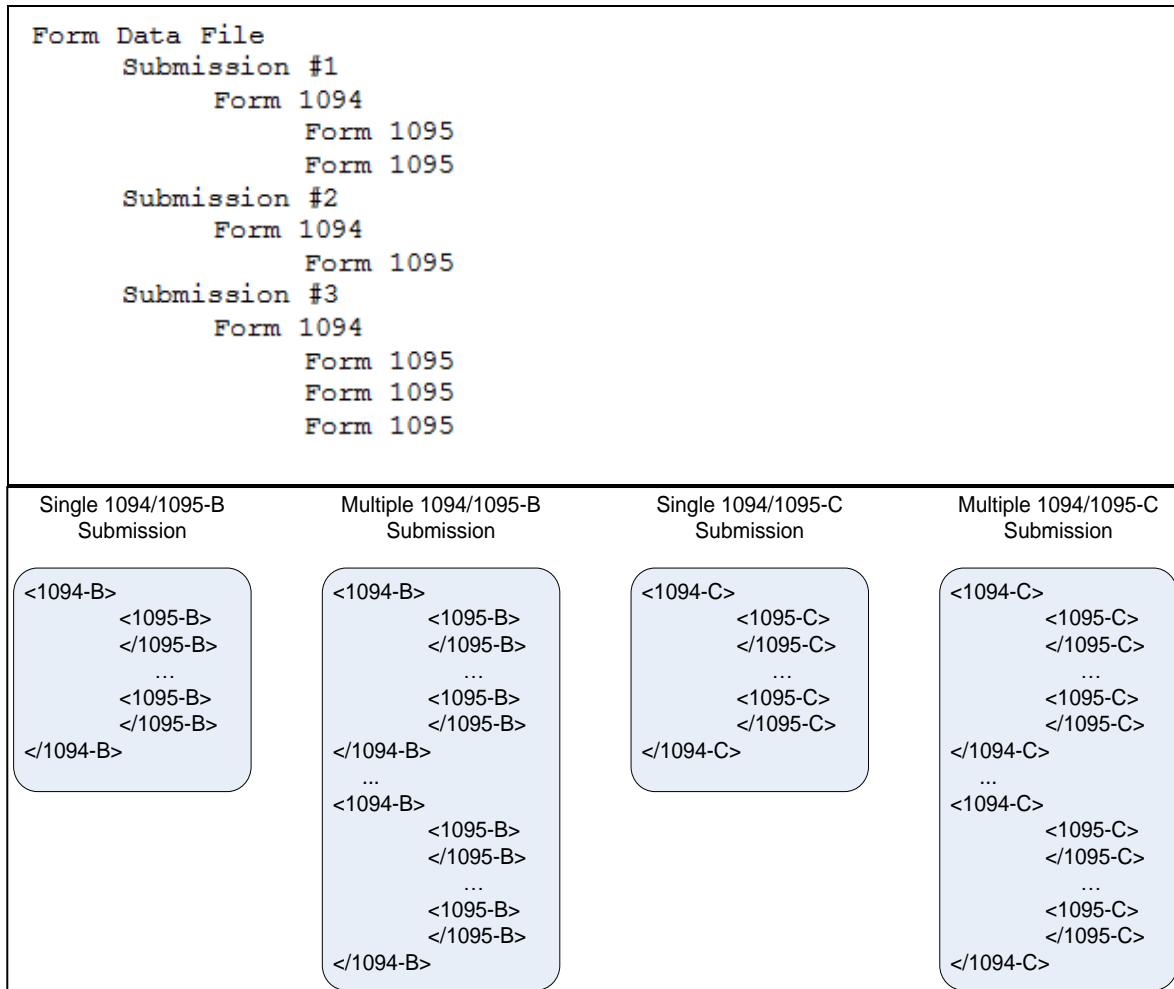 Form Data File
Submission #1
Form 1094
Form 1095
Form 1095
Submission #2
Form 1094
Form 1095
Submission #3
Form 1094
Form 1095
Form 1095
Form 1095
Single 1094/1095-B
Submission
<1094-B>
<1095-B>
</1095-B>
…
<1095-B>
</1095-B>
</1094-B>
Multiple 1094/1095-B
Submission
<1094-B>
<1095-B>
</1095-B>
…
<1095-B>
</1095-B>
</1094-B>
...
<1094-B>
<1095-B>
</1095-B>
…
<1095-B>
</1095-B>
</1094-B>
Single 1094/1095-C
Submission
<1094-C>
<1095-C>
</1095-C>
…
<1095-C>
</1095-C>
</1094-C>
Multiple 1094/1095-C
Submission
<1094-C>
<1095-C>
</1095-C>
…
<1095-C>
</1095-C>
</1094-C>
...
<1094-C>
<1095-C>
</1095-C>
…
<1095-C>
</1095-C>
</1094-C>